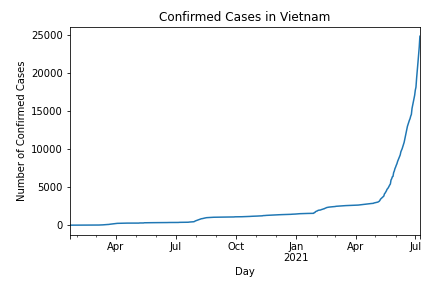 Confirmed Cases in Vietnam
Number of Confirmed Cases
25000
20000
15000
10000
5000
0
Apr Jul Oct Jan Apr Jul
2021
Day